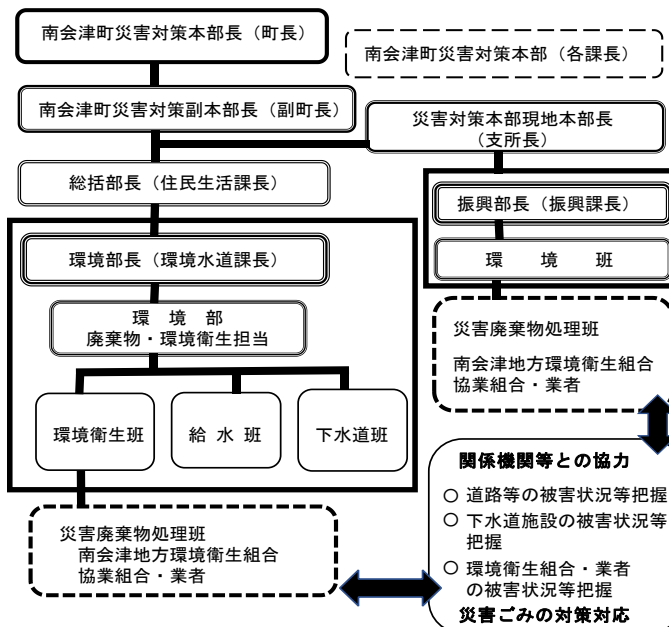 南会津町災害対策本部長（町長）
南会津町災害対策本部（各課長）
南会津町災害対策副本部長（副町長）
災害対策本部現地本部長
（支所長）
総括部長（住民生活課長）
振興部長（振興課長）
環境部長（環境水道課長）
環　境　班
環　境　部
廃棄物・環境衛生担当
災害廃棄物処理班
南会津地方環境衛生組合
協業組合・業者
環境衛生班
給 水 班
下水道班
関係機関等との協力
○ 道路等の被害状況等把握
○ 下水道施設の被害状況等
把握
○ 環境衛生組合・業者
の被害状況等把握
災害ごみの対策対応
災害廃棄物処理班
南会津地方環境衛生組合
協業組合・業者